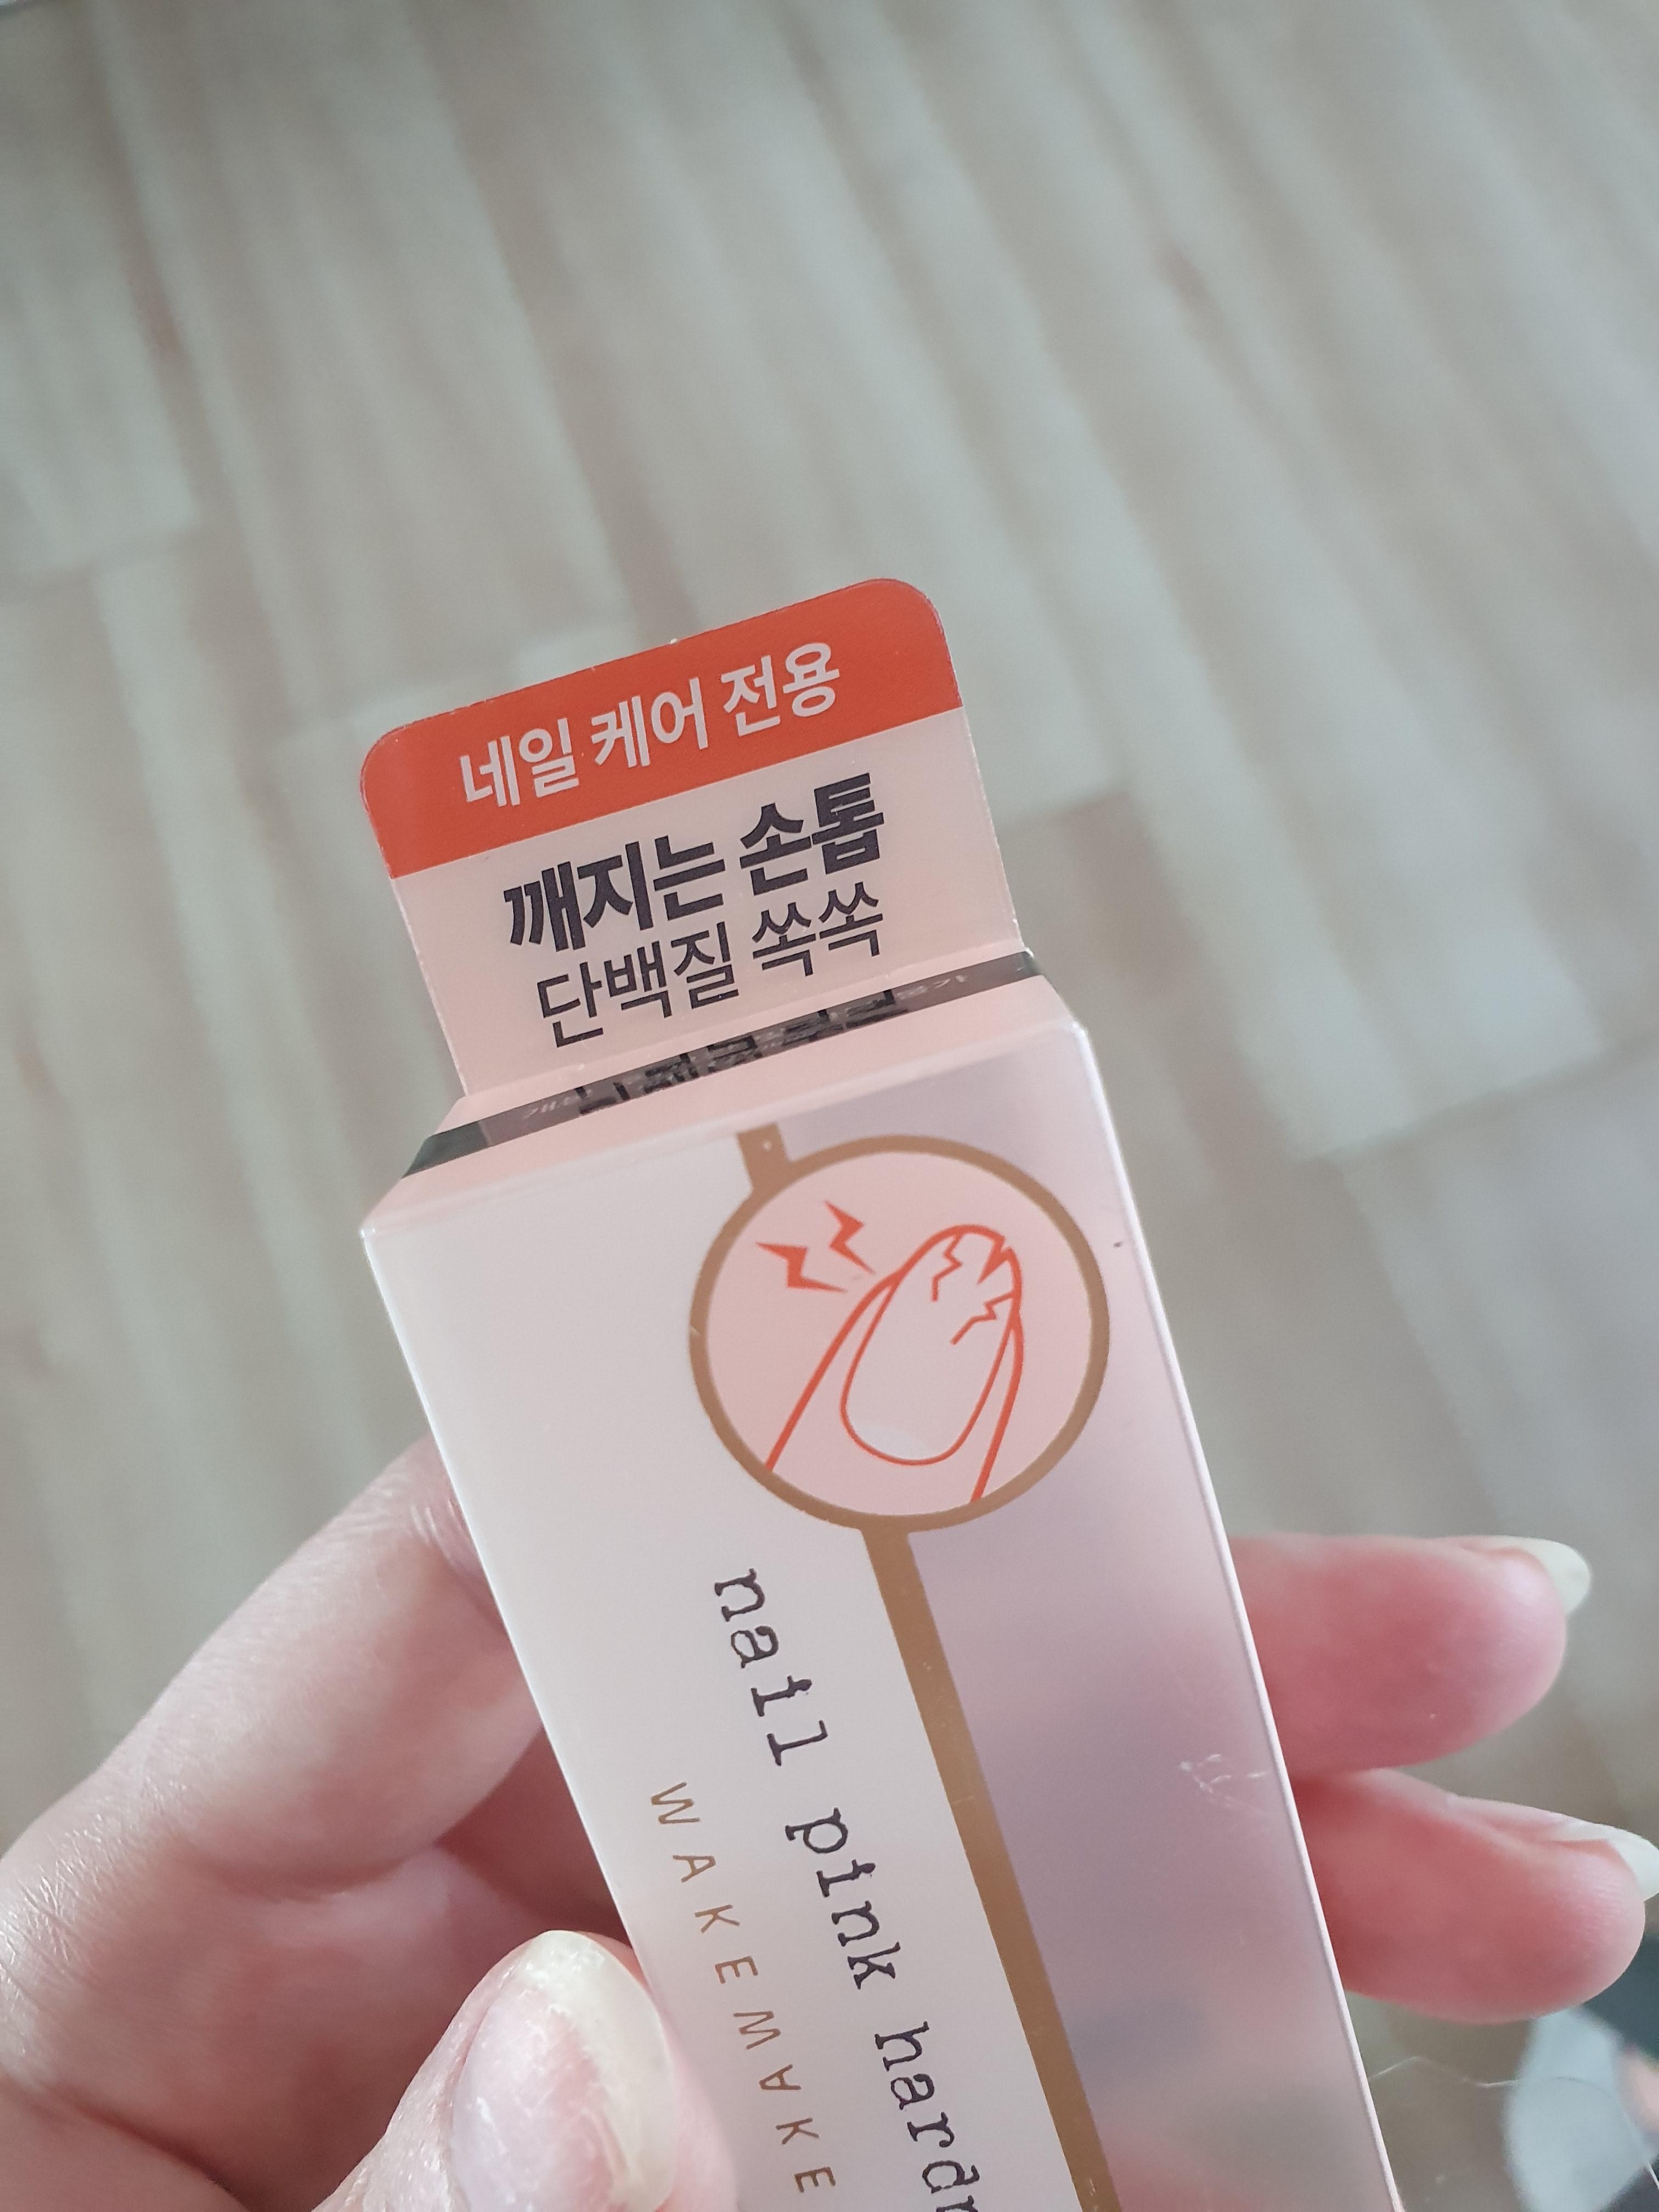 네일 케어 전용
깨지는 손톱
단백질 쏙쏙
nail pink hard
WAKEMAKE